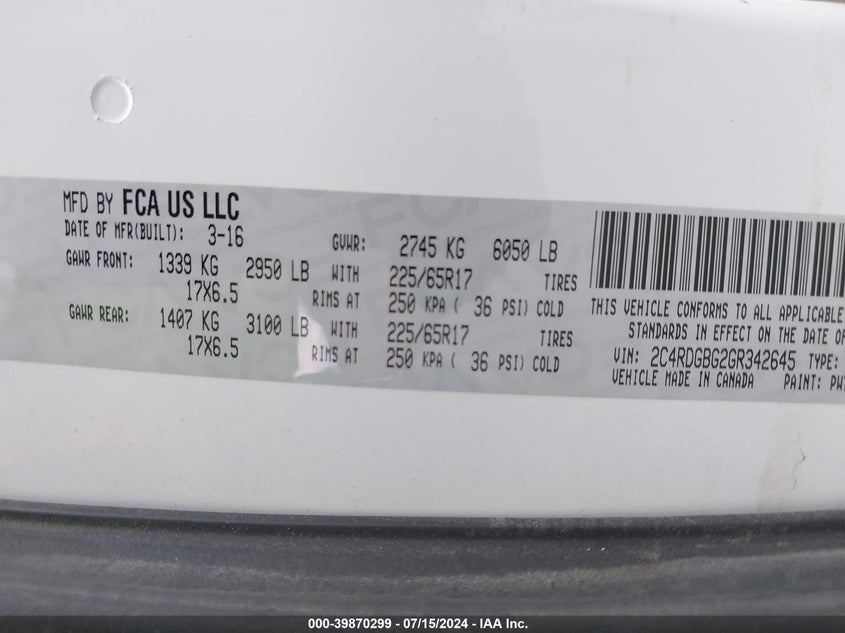 MFD BY FCA US LLC
DATE OF MFR(BUILT): 3-16 GVWR: 2745 KG 6050 LB
GAWR FRONT: 1339 KG 2950 LB WITH 225/65R17 TIRES
17X6.5 RIMS AT 250 KPA ( 36 PSI) COLD
GAWR REAR: 1407 KG 3100 LB WITH 225/65R17 TIRES
17X6.5 RIMS AT 250 KPA ( 36 PSI) COLD
THIS VEHICLE CONFORMS TO ALL APPLICABLE
STANDARDS IN EFFECT ON THE DATE OF
VIN: 2C4RDGBG2GR342645 TYPE:
VEHICLE MADE IN CANADA PAINT: PW
000-39870299 - 07/15/2024 - IAA Inc.